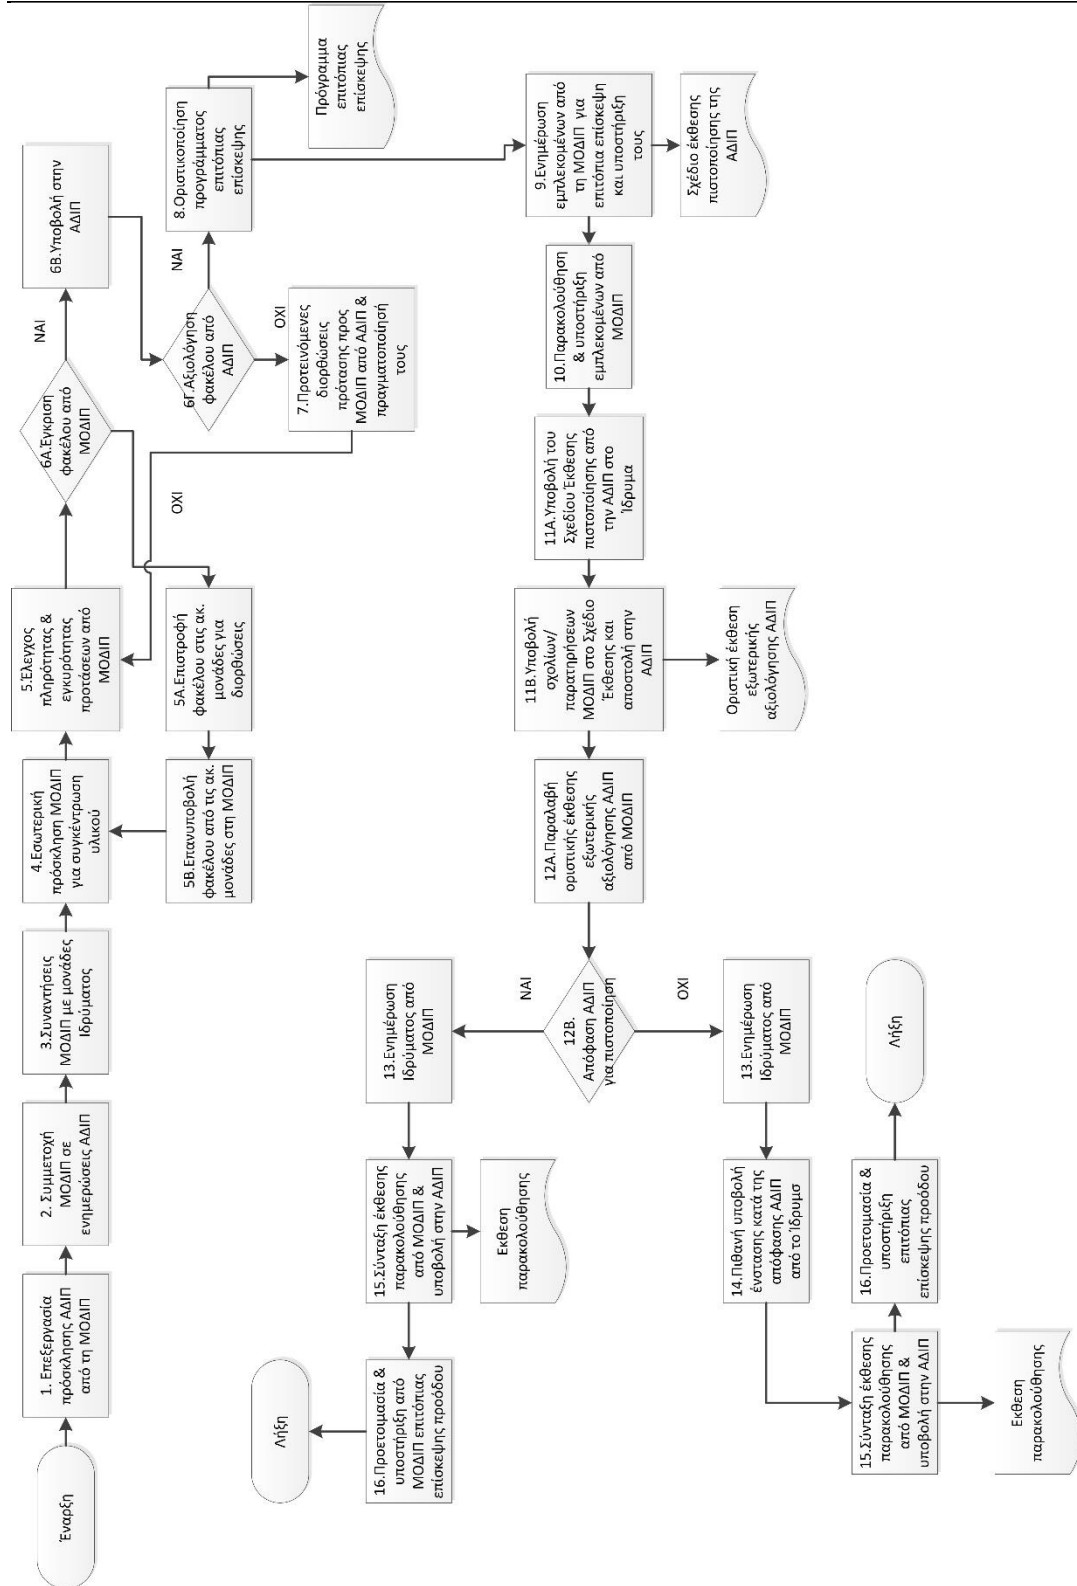 Έναρξη
1. Επεξεργασία
πρόσκλησης ΑΔΙΠ
από τη ΜΟΔΙΠ
2. Συμμετοχή
ΜΟΔΙΠ σε
ενημερώσεις ΑΔΙΠ
3.Συναντήσεις
ΜΟΔΙΠ με μονάδες
Ιδρύματος
4.Εσωτερική
πρόσκληση ΜΟΔΙΠ
για συγκέντρωση
υλικού
5.Έλεγχος
πληρότητας &
εγκυρότητας
προτάσεων από
ΜΟΔΙΠ
6Α.Έγκριση
φακέλου από
ΜΟΔΙΠ
ΝΑΙ
6Β.Υποβολή στην
ΑΔΙΠ
ΟΧΙ
5Α.Επιστροφή
φακέλου στις ακ.
μονάδες για
διορθώσεις
5Β.Επανυποβολή
φακέλου από τις ακ.
μονάδες στη ΜΟΔΙΠ
6Γ.Αξιολόγηση
φακέλου από
ΑΔΙΠ
ΝΑΙ
ΟΧΙ
7.Προτεινόμενες
διορθώσεις
πρότασης προς
ΜΟΔΙΠ από ΑΔΙΠ &
πραγματοποίησή
τους
8.Οριστικοποίηση
προγράμματος
επιτόπιας
επίσκεψης
Πρόγραμμα
επιτόπιας
επίσκεψης
9.Ενημέρωση
εμπλεκομένων από
τη ΜΟΔΙΠ για
επιτόπια επίσκεψη
και υποστήριξη
τους
Σχέδιο έκθεσης
πιστοποίησης της
ΑΔΙΠ
10.Παρακολούθηση
& υποστήριξη
εμπλεκομένων από
ΜΟΔΙΠ
11Α.Υποβολή του
Σχεδίου Έκθεσης
πιστοποίησης από
την ΑΔΙΠ στο
Ίδρυμα
11Β.Υποβολή
σχολίων/
παρατηρήσεων
ΜΟΔΙΠ στο Σχέδιο
Έκθεσης και
αποστολή στην
ΑΔΙΠ
Οριστική έκθεση
εξωτερικής
αξιολόγησης ΑΔΙΠ
12Α.Παραλαβή
οριστικής έκθεσης
εξωτερικής
αξιολόγησης ΑΔΙΠ
από ΜΟΔΙΠ
12Β.
Απόφαση ΑΔΙΠ
για πιστοποίηση
ΝΑΙ
ΟΧΙ
13.Ενημέρωση
Ιδρύματος από
ΜΟΔΙΠ
15.Σύνταξη έκθεσης
παρακολούθησης
από ΜΟΔΙΠ &
υποβολή στην ΑΔΙΠ
Εκθεση
παρακολούθησης
16.Προετοιμασία &
υποστήριξη από
ΜΟΔΙΠ επιτόπιας
επίσκεψης προόδου
Λήξη
13.Ενημέρωση
Ιδρύματος από
ΜΟΔΙΠ
14.Πιθανή υποβολή
ένστασης κατά της
απόφασης ΑΔΙΠ
από το Ίδρυμσ
15.Σύνταξη έκθεσης
παρακολούθησης
από ΜΟΔΙΠ &
υποβολή στην ΑΔΙΠ
Εκθεση
παρακολούθησης
16.Προετοιμασία &
υποστήριξη
επιτόπιας
επίσκεψης προόδου
Λήξη